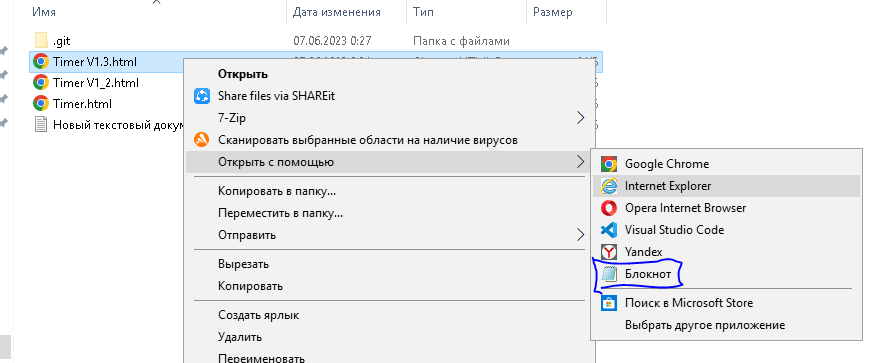 Имя Дата изменения Тип Размер
.git 07.06.2023 0:27 Папка с файлами
Timer V1.3.html
Timer V1_2.html
Timer.html
Новый текстовый докум
Открыть
Share files via SHAREit
7-Zip
Сканировать выбранные области на наличие вирусов
Открыть с помощью
Копировать в папку...
Переместить в папку...
Отправить
Вырезать
Копировать
Создать ярлык
Удалить
Переименовать
Google Chrome
Internet Explorer
Opera Internet Browser
Visual Studio Code
Yandex
Блокнот
Поиск в Microsoft Store
Выбрать другое приложение